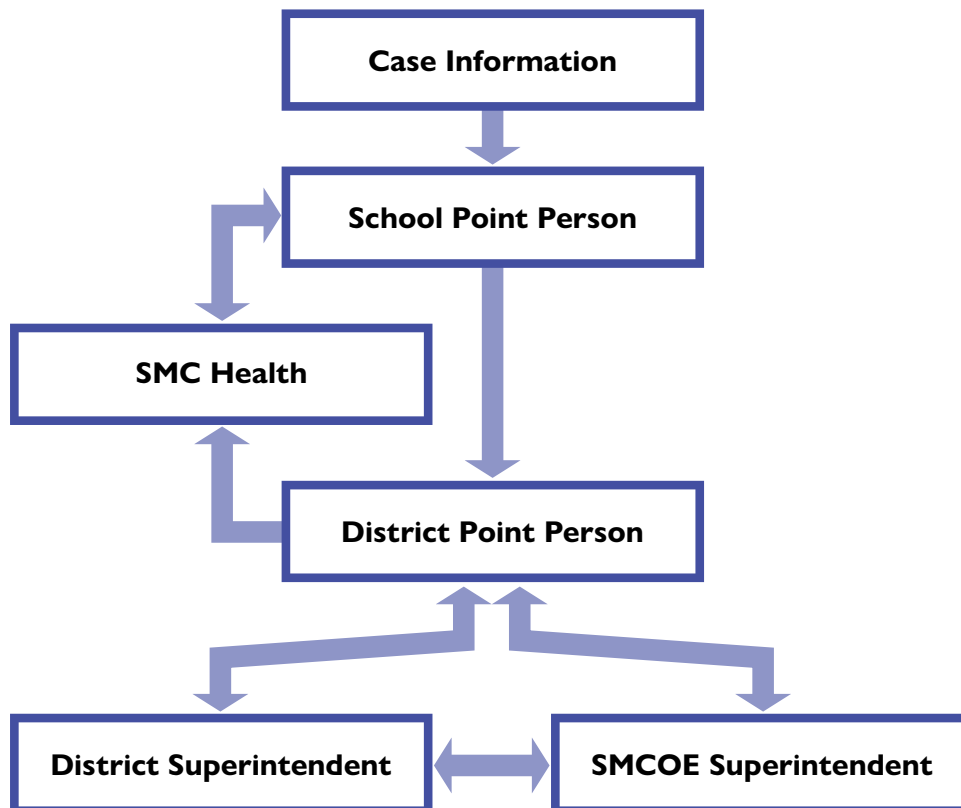 Case Information
School Point Person
SMC Health
District Point Person
District Superintendent
SMCOE Superintendent